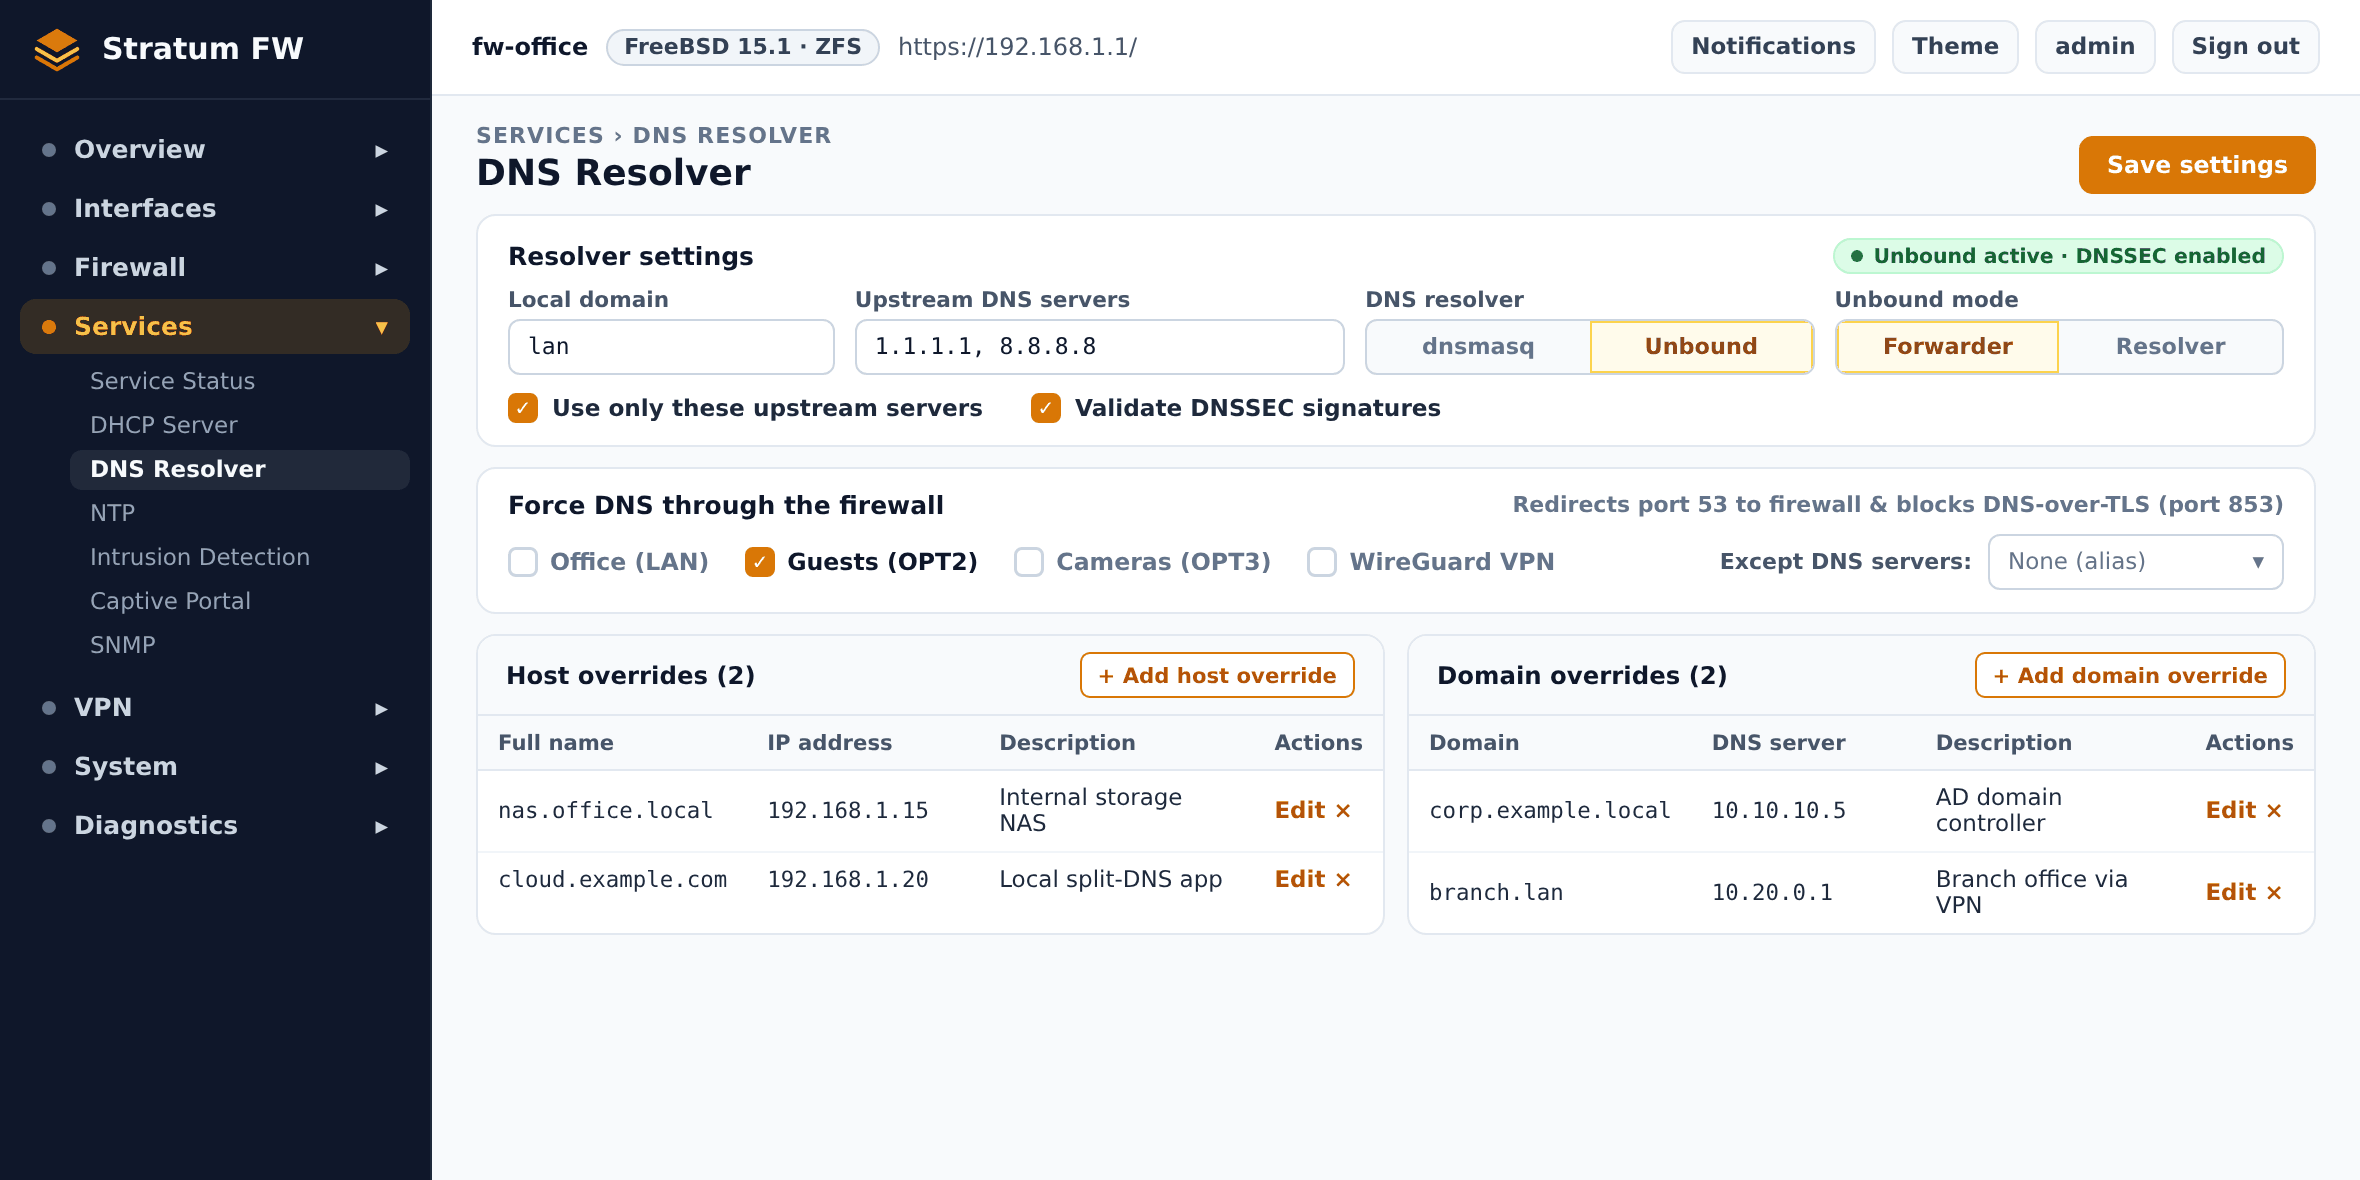 Stratum FW
fw-office
FreeBSD 15.1 · ZFS
https://192.168.1.1/
Notifications
Theme
admin
Sign out
Overview ▶
Interfaces ▶
Firewall ▶
Services ▼
Service Status
DHCP Server
DNS Resolver
NTP
Intrusion Detection
Captive Portal
SNMP
VPN ▶
System ▶
Diagnostics ▶
SERVICES › DNS RESOLVER
DNS Resolver
Save settings
Resolver settings
Unbound active · DNSSEC enabled
Local domain
Upstream DNS servers
DNS resolver
Unbound mode
lan
1.1.1.1, 8.8.8.8
dnsmasq
Unbound
Forwarder
Resolver
✓ Use only these upstream servers
✓ Validate DNSSEC signatures
Force DNS through the firewall
Redirects port 53 to firewall & blocks DNS-over-TLS (port 853)
Office (LAN)
✓ Guests (OPT2)
Cameras (OPT3)
WireGuard VPN
Except DNS servers:
None (alias) ▼
Host overrides (2)
+ Add host override
Full name IP address Description Actions
nas.office.local 192.168.1.15 Internal storage
NAS
Edit ×
cloud.example.com 192.168.1.20 Local split-DNS app Edit ×
Domain overrides (2)
+ Add domain override
Domain DNS server Description Actions
corp.example.local 10.10.10.5 AD domain
controller
Edit ×
branch.lan 10.20.0.1 Branch office via
VPN
Edit ×